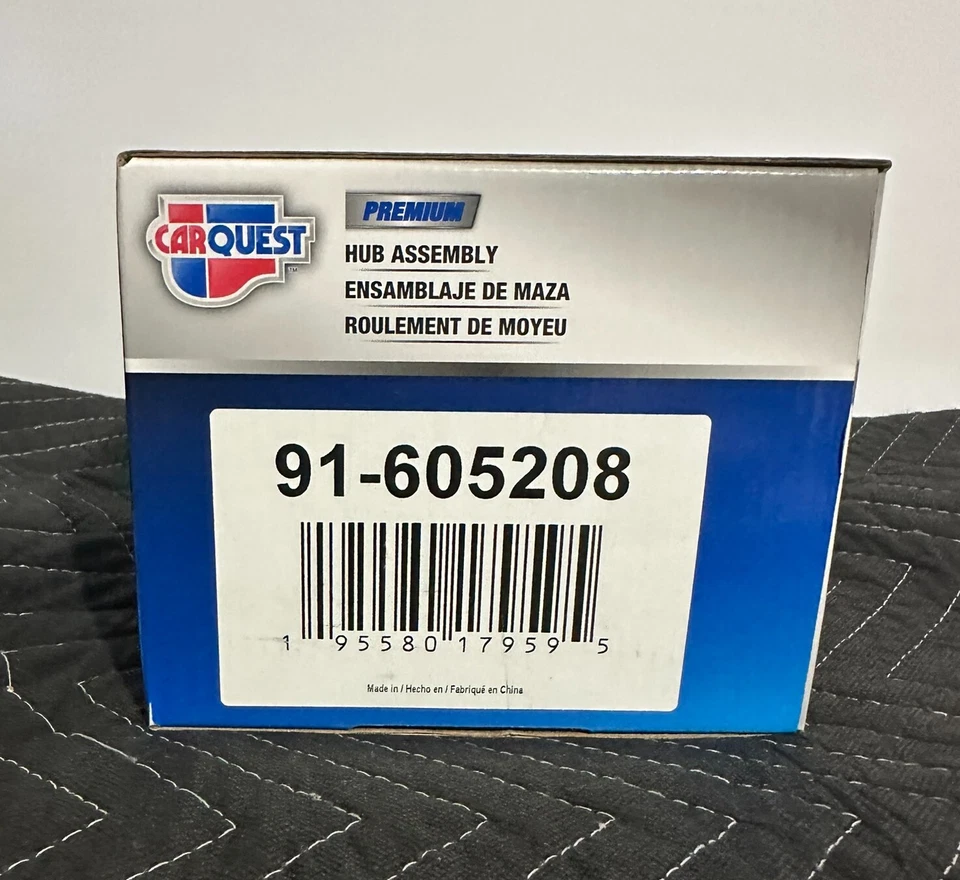 CARQUEST
TM
PREMIUM
HUB ASSEMBLY
ENSAMBLAJE DE MAZA
ROULEMENT DE MOYEU
91-605208
1 95580 17959 5
Made in / Hecho en / Fabriqué en China